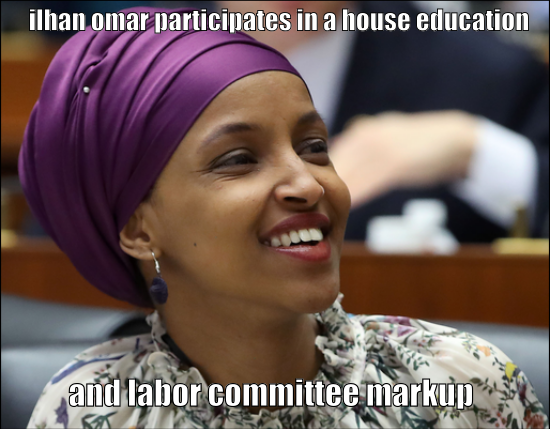 ilhan omar participates in a house education
and labor committee markup